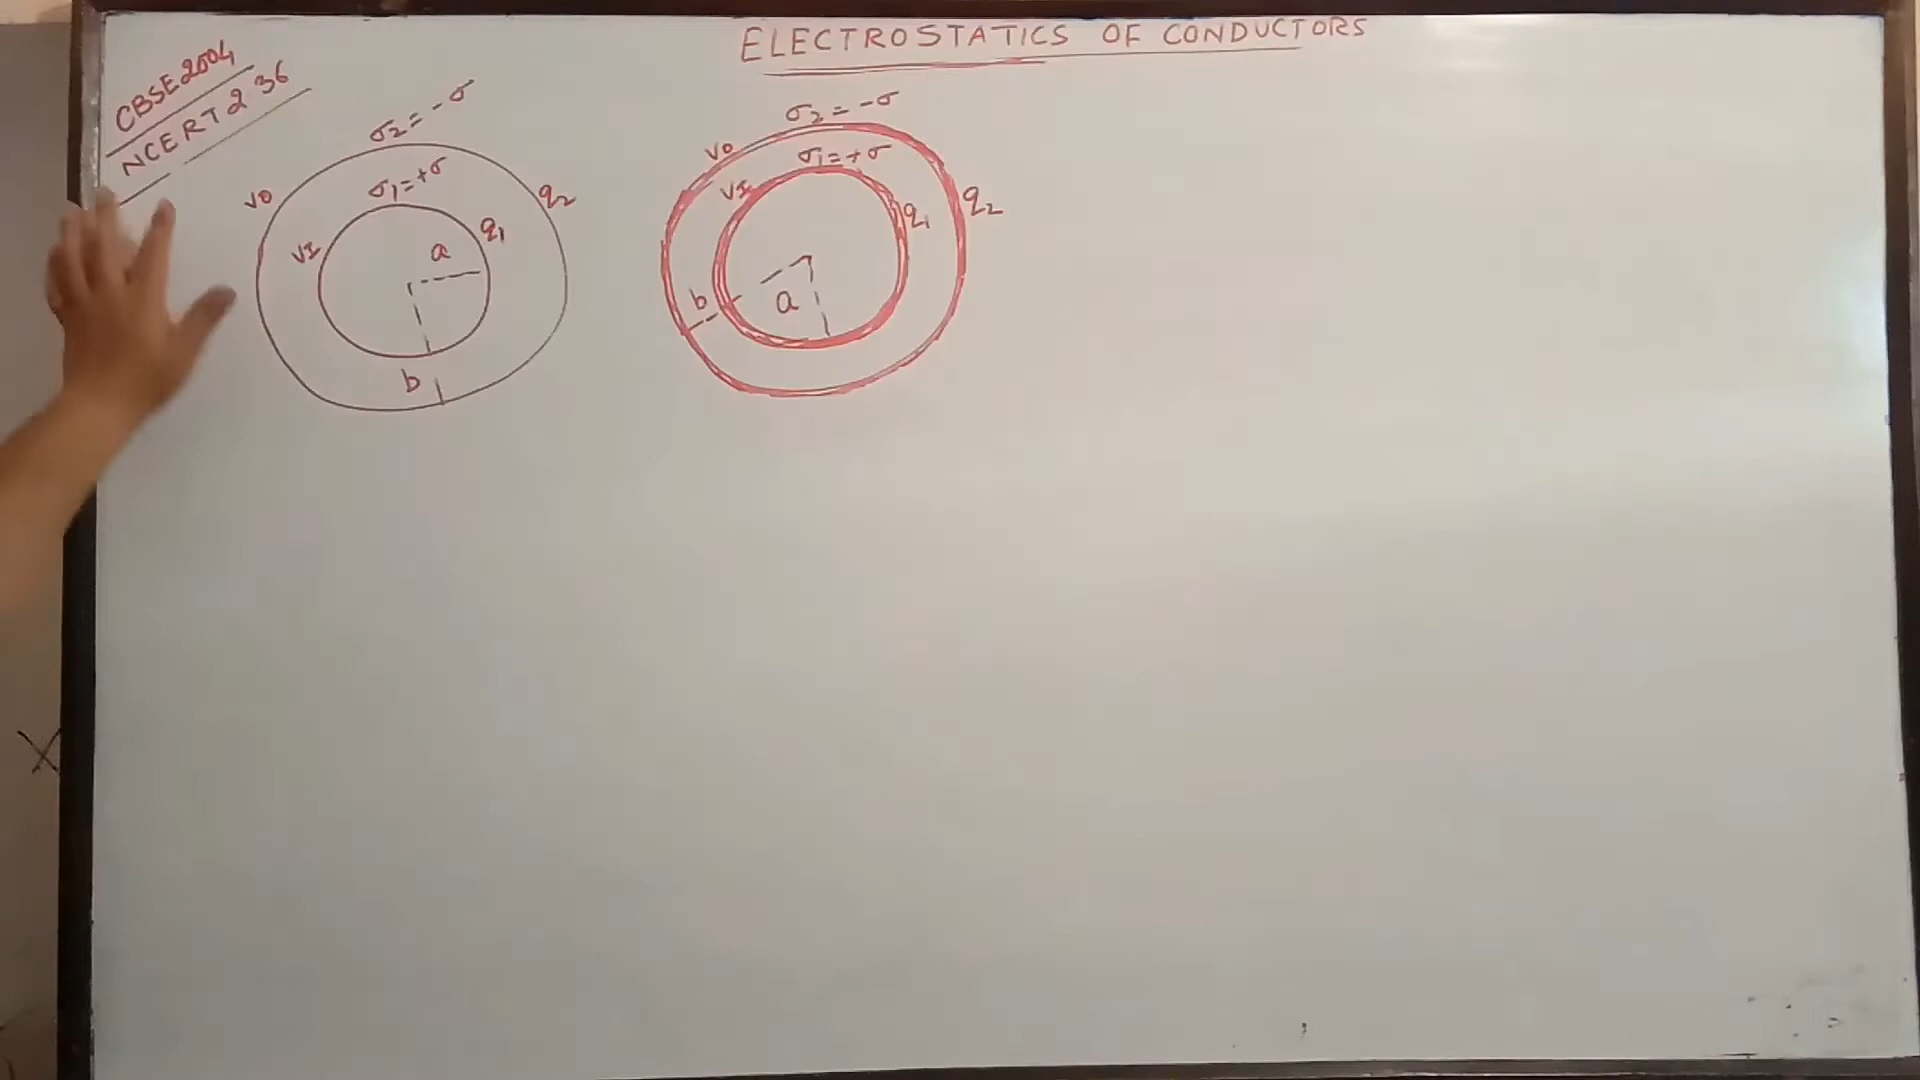 ELECTROSTATICS OF CONDUCTORS
CBSE 2004
NCERT 2 36
σ₂ = -σ
VO
σ₁ = +σ
q₂
VI
q₁
a
b
σ₂ = -σ
VO
σ₁ = +σ
VI
q₁
q₂
b
a
X